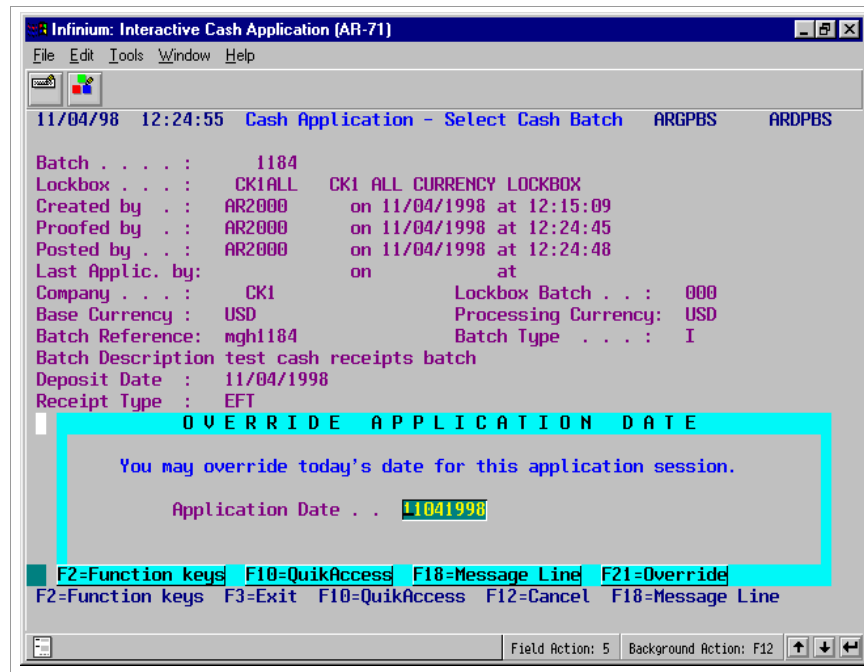 Infinium: Interactive Cash Application (AR-71)
File Edit Tools Window Help
11/04/98 12:24:55 Cash Application - Select Cash Batch ARGPBS ARDPBS
Batch . . . . : 1184
Lockbox . . . : CK1ALL CK1 ALL CURRENCY LOCKBOX
Created by . : AR2000 on 11/04/1998 at 12:15:09
Proofed by . : AR2000 on 11/04/1998 at 12:24:45
Posted by . . : AR2000 on 11/04/1998 at 12:24:48
Last Applic. by: on at
Company . . . : CK1 Lockbox Batch . . : 000
Base Currency : USD Processing Currency: USD
Batch Reference: mgh1184 Batch Type . . . : I
Batch Description test cash receipts batch
Deposit Date : 11/04/1998
Receipt Type : EFT
OVERRIDE APPLICATION DATE
You may override today's date for this application session.
Application Date . . 11041998
F2=Function keys F10=QuikAccess F18=Message Line F21=Override
F2=Function keys F3=Exit F10=QuikAccess F12=Cancel F18=Message Line
Field Action: 5 Background Action: F12